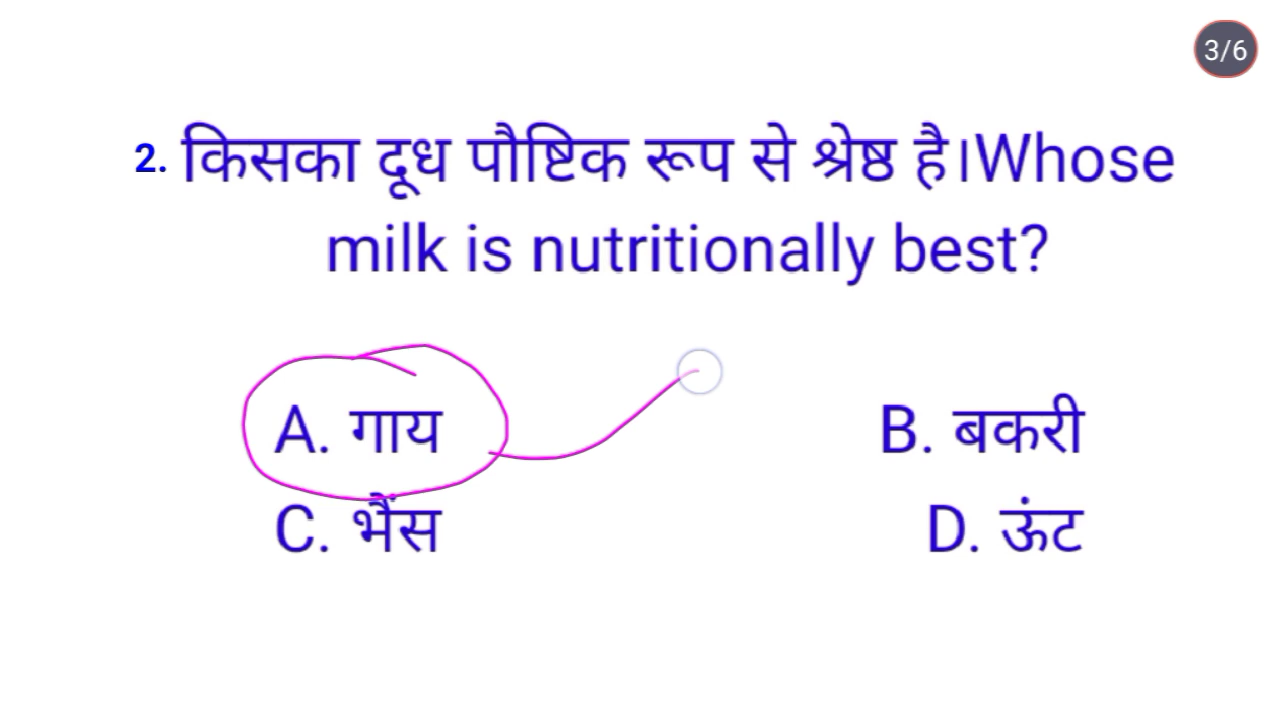 3/6
2. किसका दूध पौष्टिक रूप से श्रेष्ठ है।Whose
milk is nutritionally best?
A. गाय B. बकरी
C. भैंस D. ऊंट